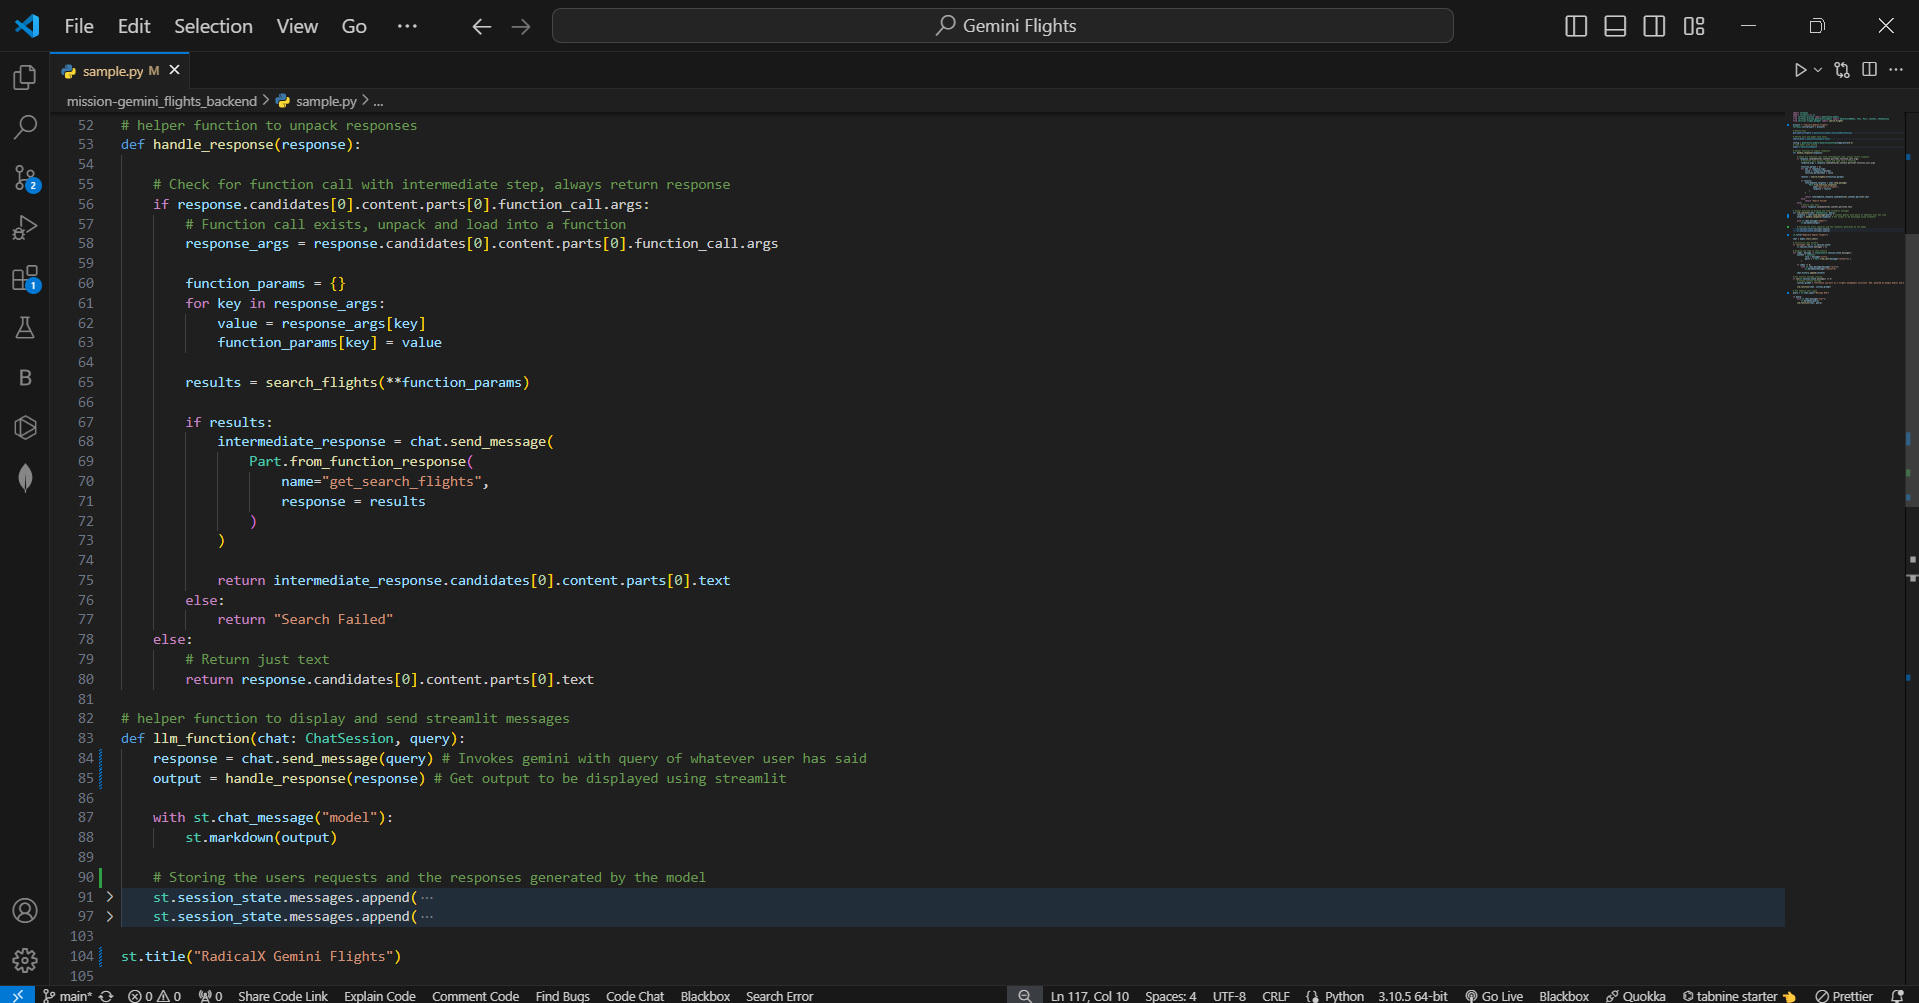 File Edit Selection View Go ··· Gemini Flights
sample.py M
mission-gemini_flights_backend > sample.py > ...
52 # helper function to unpack responses
53 def handle_response(response):
54
55 # Check for function call with intermediate step, always return response
56 if response.candidates[0].content.parts[0].function_call.args:
57 # Function call exists, unpack and load into a function
58 response_args = response.candidates[0].content.parts[0].function_call.args
59
60 function_params = {}
61 for key in response_args:
62 value = response_args[key]
63 function_params[key] = value
64
65 results = search_flights(**function_params)
66
67 if results:
68 intermediate_response = chat.send_message(
69 Part.from_function_response(
70 name="get_search_flights",
71 response = results
72 )
73 )
74
75 return intermediate_response.candidates[0].content.parts[0].text
76 else:
77 return "Search Failed"
78 else:
79 # Return just text
80 return response.candidates[0].content.parts[0].text
81
82 # helper function to display and send streamlit messages
83 def llm_function(chat: ChatSession, query):
84 response = chat.send_message(query) # Invokes gemini with query of whatever user has said
85 output = handle_response(response) # Get output to be displayed using streamlit
86
87 with st.chat_message("model"):
88 st.markdown(output)
89
90 # Storing the users requests and the responses generated by the model
91 > st.session_state.messages.append( ···
97 > st.session_state.messages.append( ···
103
104 st.title("RadicalX Gemini Flights")
105
2
1
B
main* 0 0 0 Share Code Link Explain Code Comment Code Find Bugs Code Chat Blackbox Search Error Ln 117, Col 10 Spaces: 4 UTF-8 CRLF {} Python 3.10.5 64-bit Go Live Blackbox Quokka tabnine starter Prettier